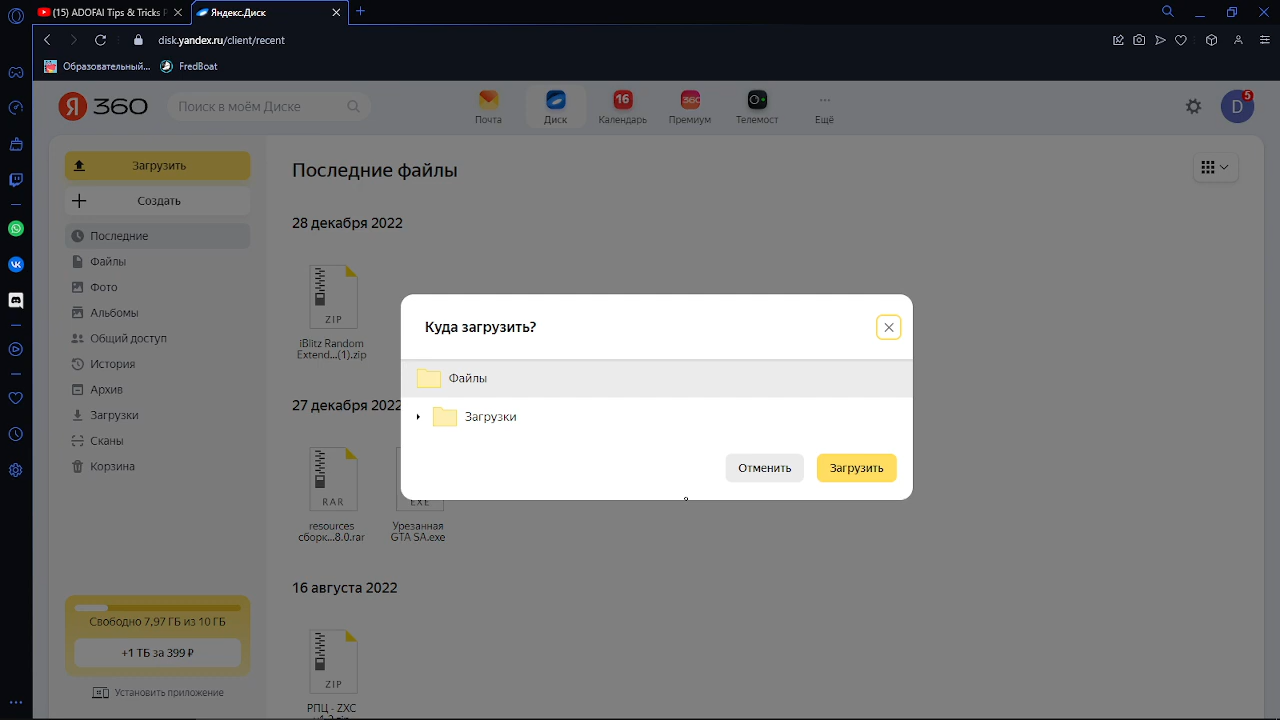 (15) ADOFAI Tips & Tricks P
Яндекс.Диск
disk.yandex.ru/client/recent
Образовательный...
FredBoat
Я 360
Поиск в моём Диске
Почта
Диск
16
Календарь
360
Премиум
Телемост
Ещё
D
5
Загрузить
Создать
Последние
Файлы
Фото
Альбомы
Общий доступ
История
Архив
Загрузки
Сканы
Корзина
Свободно 7,97 ГБ из 10 ГБ
+1 ТБ за 399 ₽
Установить приложение
Последние файлы
28 декабря 2022
ZIP
iBlitz Random
Extend...(1).zip
27 декабря 2022
RAR
resources
сборк...8.0.rar
EXE
Урезанная
GTA SA.exe
16 августа 2022
ZIP
РПЦ - ZXC
Куда загрузить?
Файлы
Загрузки
Отменить
Загрузить